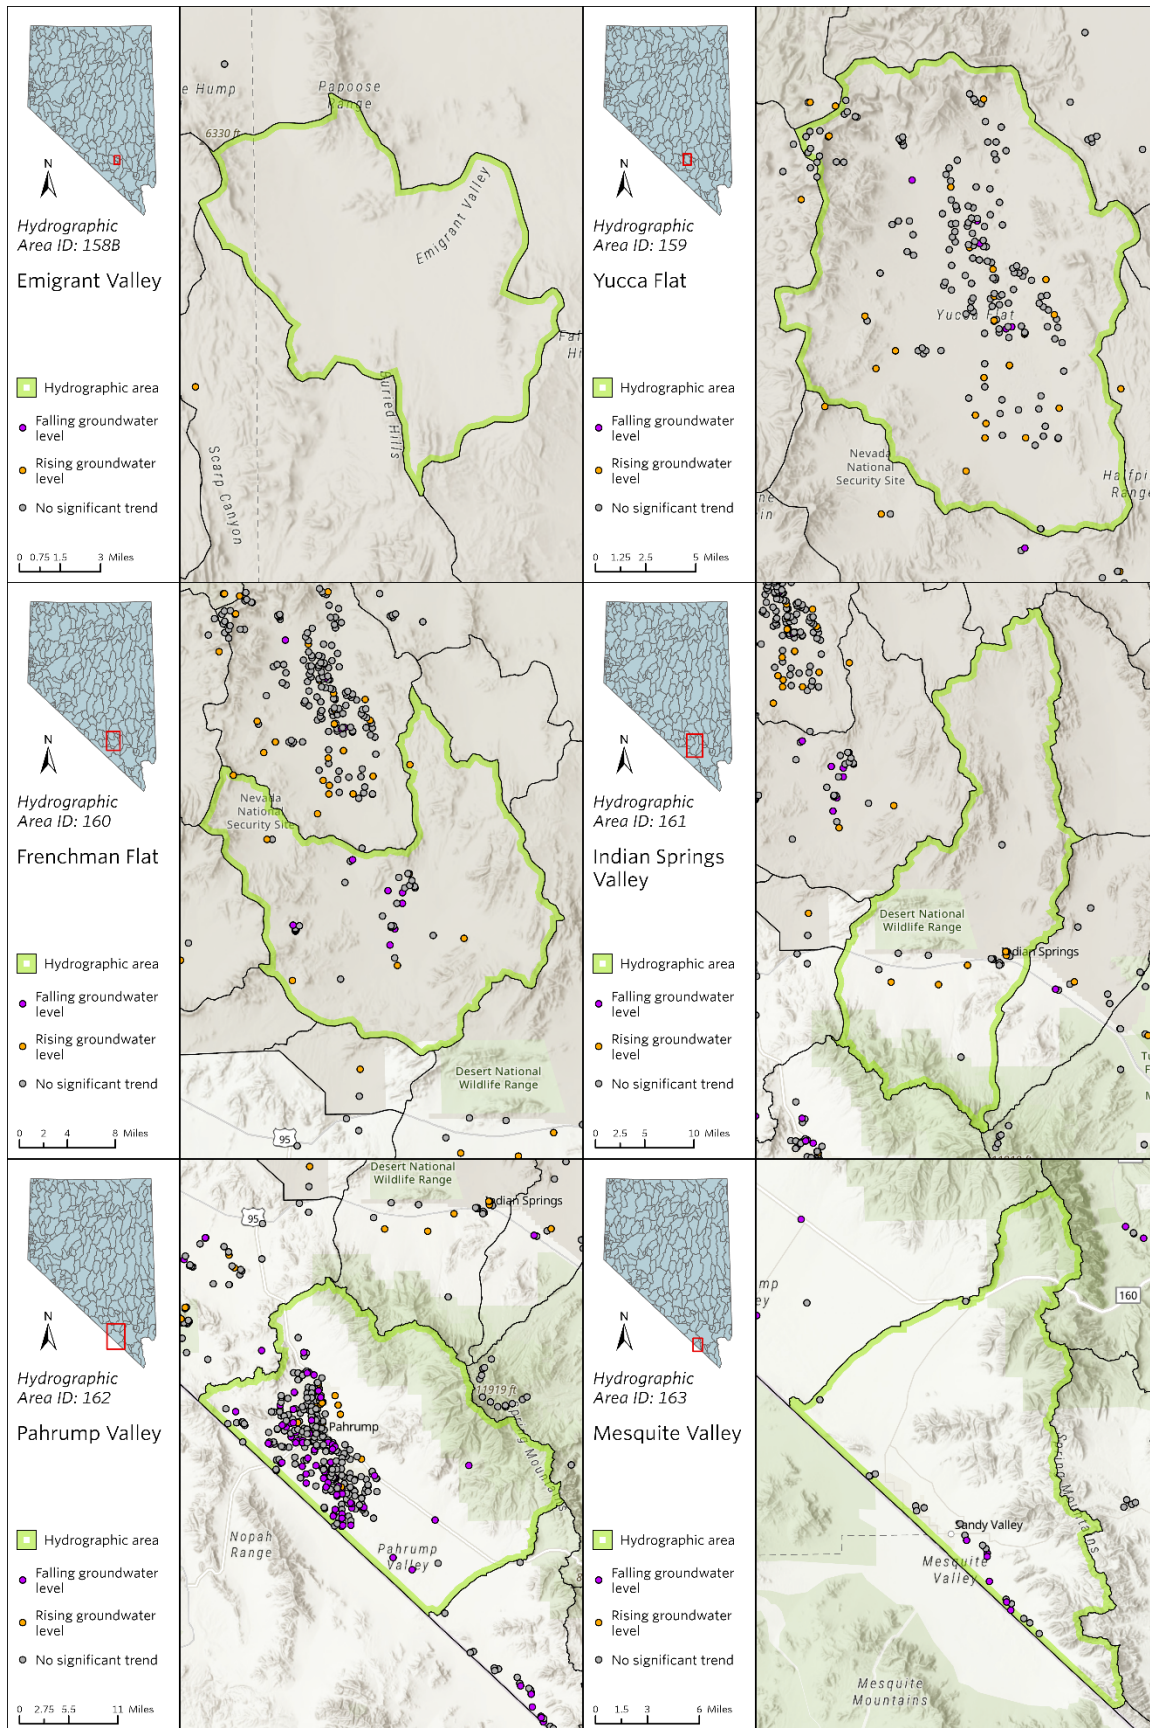 N
Hydrographic
Area ID: 158B
Emigrant Valley
Hydrographic area
Falling groundwater
level
Rising groundwater
level
No significant trend
0 0.75 1.5 3 Miles
e Hump
Papoose
Range
6330 ft
Emigrant Valley
Buried Hills
Scarp Canyon
N
Hydrographic
Area ID: 159
Yucca Flat
Hydrographic area
Falling groundwater
level
Rising groundwater
level
No significant trend
0 1.25 2.5 5 Miles
Yucca Flat
Nevada
National
Security Site
Halfpi
Range
N
Hydrographic
Area ID: 160
Frenchman Flat
Hydrographic area
Falling groundwater
level
Rising groundwater
level
No significant trend
0 2 4 8 Miles
Nevada
National
Security Site
Desert National
Wildlife Range
95
N
Hydrographic
Area ID: 161
Indian Springs
Valley
Hydrographic area
Falling groundwater
level
Rising groundwater
level
No significant trend
0 2.5 5 10 Miles
Desert National
Wildlife Range
Indian Springs
N
Hydrographic
Area ID: 162
Pahrump Valley
Hydrographic area
Falling groundwater
level
Rising groundwater
level
No significant trend
0 2.75 5.5 11 Miles
Desert National
Wildlife Range
Indian Springs
95
11919 ft
Spring Mountains
Pahrump
Nopah
Range
Pahrump
Valley
N
Hydrographic
Area ID: 163
Mesquite Valley
Hydrographic area
Falling groundwater
level
Rising groundwater
level
No significant trend
0 1.5 3 6 Miles
160
Spring Mountains
Sandy Valley
Mesquite
Valley
Mesquite
Mountains